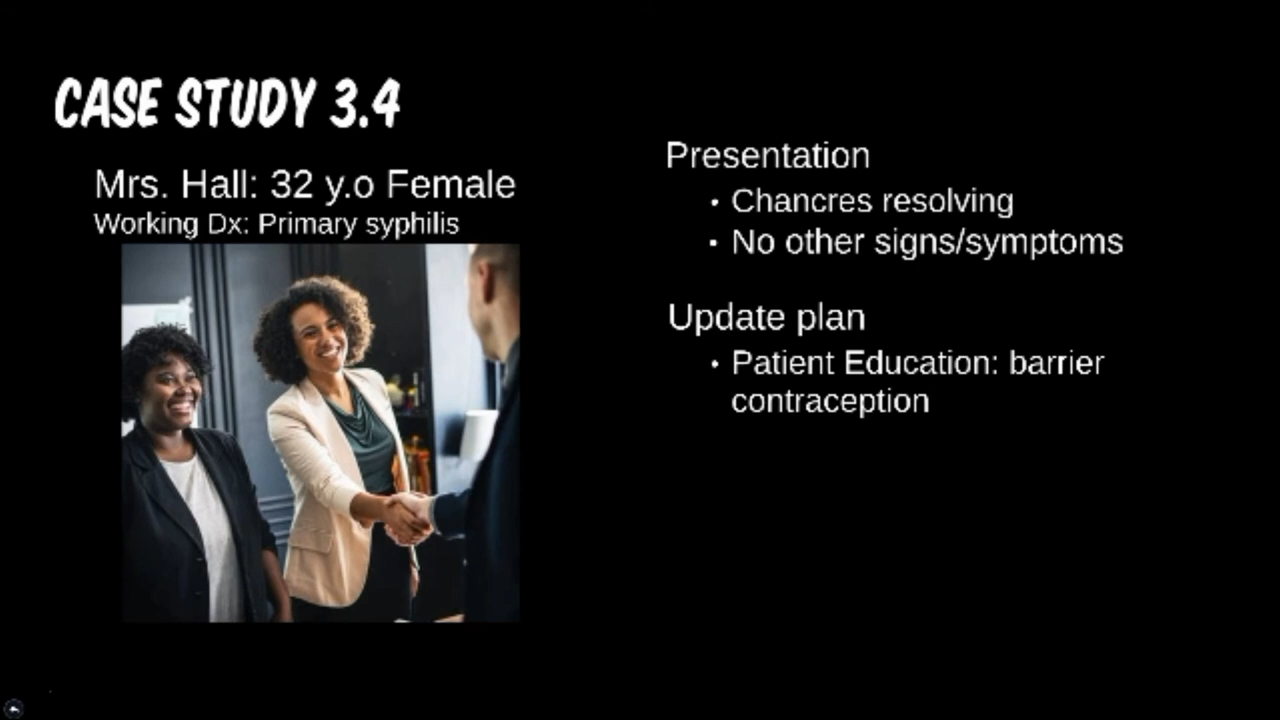 CASE STUDY 3.4
Mrs. Hall: 32 y.o Female
Working Dx: Primary syphilis
Presentation
• Chancres resolving
• No other signs/symptoms
Update plan
• Patient Education: barrier
contraception